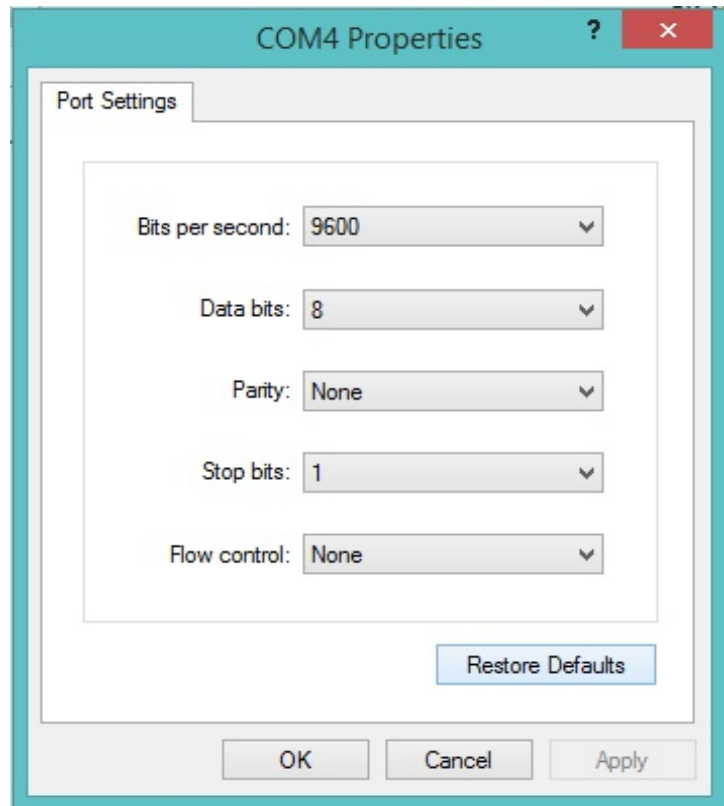 COM4 Properties ?
Port Settings
Bits per second: 9600
Data bits: 8
Parity: None
Stop bits: 1
Flow control: None
Restore Defaults
OK Cancel Apply